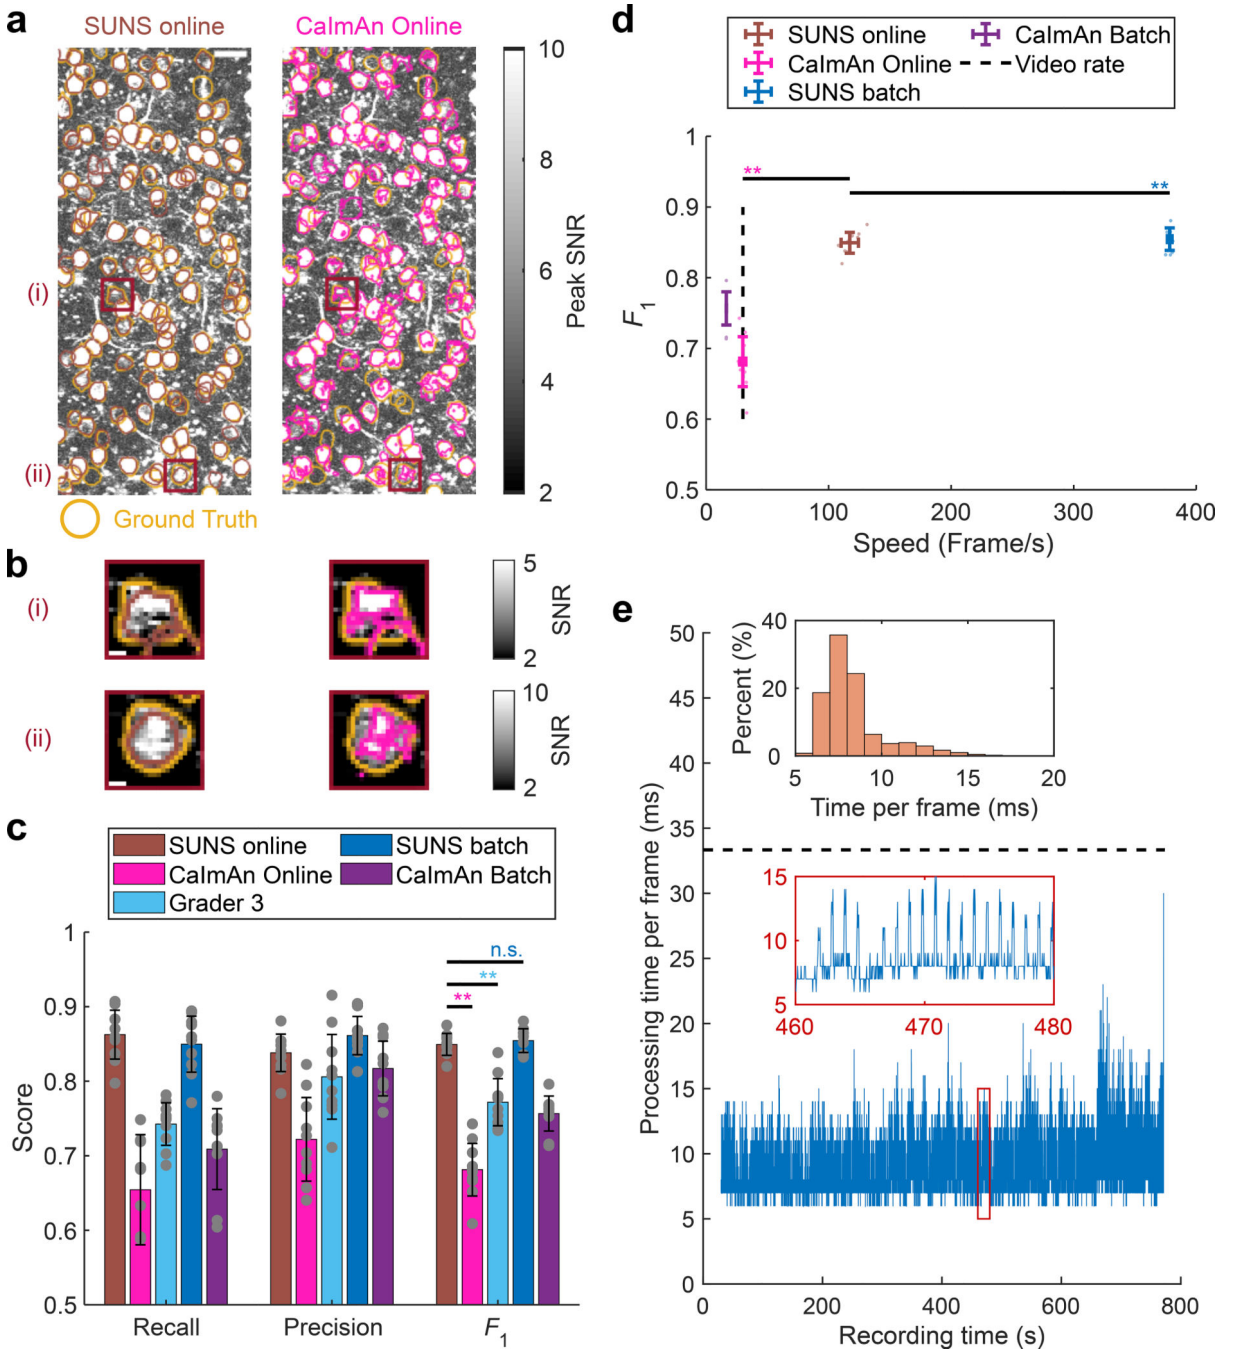 a
SUNS online
CaImAn Online
10
8
6
4
2
Peak SNR
(i)
(ii)
Ground Truth
b
(i)
5
2
SNR
(ii)
10
2
SNR
c
SUNS online
SUNS batch
CaImAn Online
CaImAn Batch
Grader 3
1
0.9
0.8
0.7
0.6
0.5
Score
n.s.
**
**
Recall
Precision
F1
d
SUNS online
CaImAn Batch
CaImAn Online
Video rate
SUNS batch
1
0.9
0.8
0.7
0.6
0.5
F1
**
**
0
100
200
300
400
Speed (Frame/s)
e
50
45
40
35
30
25
20
15
10
5
0
Processing time per frame (ms)
40
20
0
Percent (%)
5
10
15
20
Time per frame (ms)
15
10
5
460
470
480
0
200
400
600
800
Recording time (s)